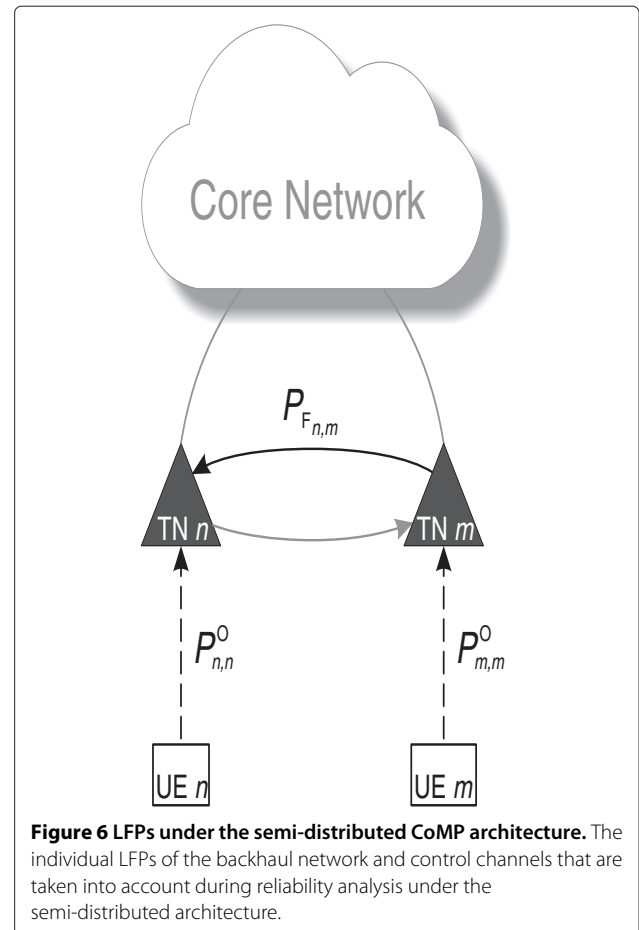 Core Network
P_{F_{n,m}}
TN n
TN m
P^{O}_{n,n}
P^{O}_{m,m}
UE n
UE m
Figure 6 LFPs under the semi-distributed CoMP architecture. The
individual LFPs of the backhaul network and control channels that are
taken into account during reliability analysis under the
semi-distributed architecture.